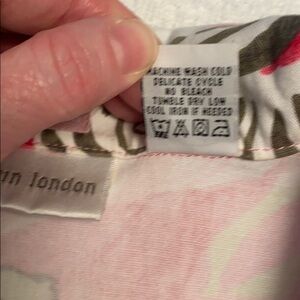 MACHINE WASH COLD
DELICATE CYCLE
NO BLEACH
TUMBLE DRY LOW
COOL IRON IF NEEDED
london